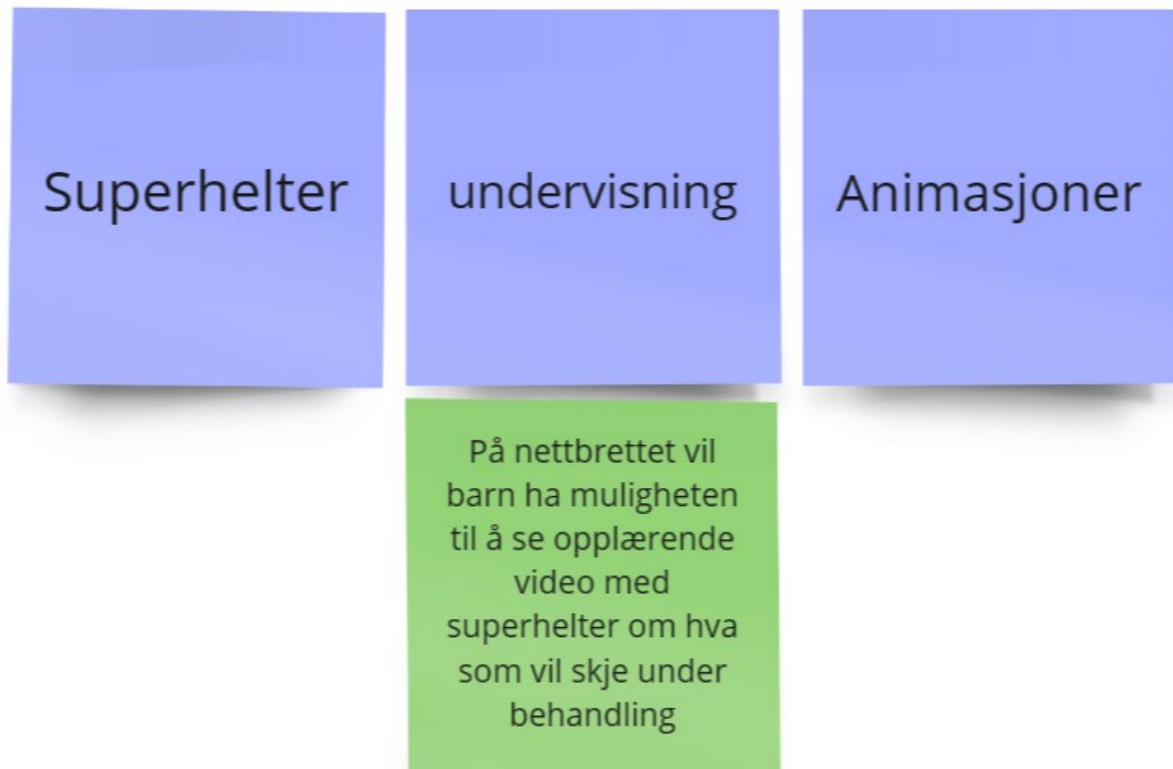 Superhelter
undervisning
Animasjoner
På nettbrettet vil
barn ha muligheten
til å se opplærende
video med
superhelter om hva
som vil skje under
behandling